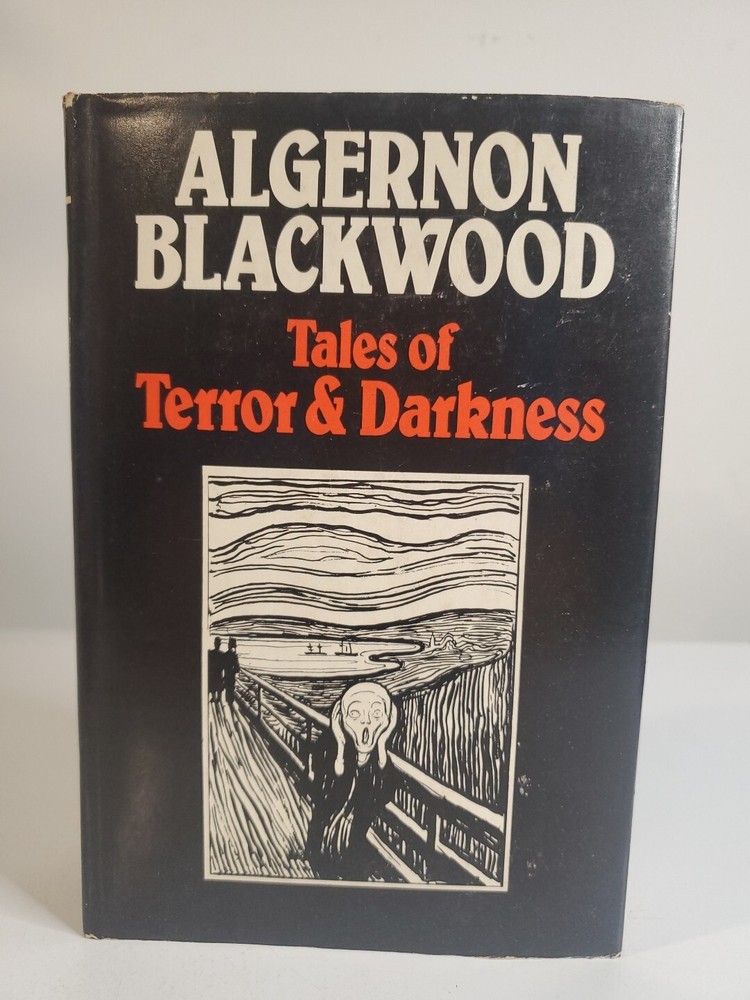 ALGERNON
BLACKWOOD
Tales of
Terror & Darkness